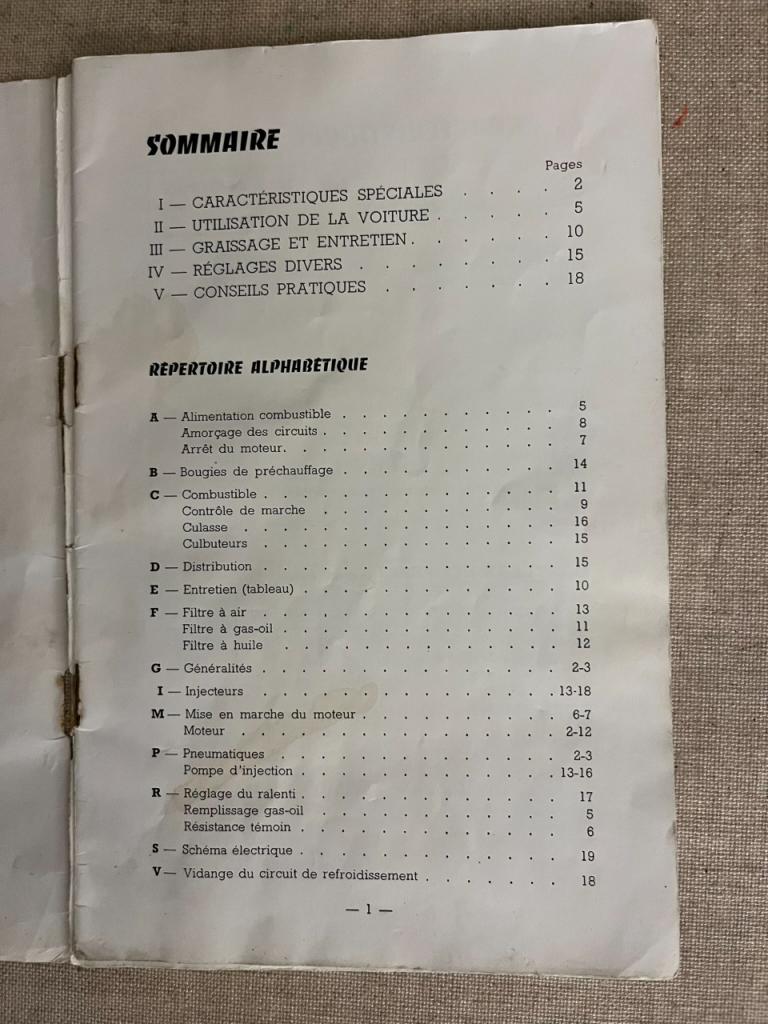 SOMMAIRE
Pages
I — CARACTÉRISTIQUES SPÉCIALES . . . . 2
II — UTILISATION DE LA VOITURE . . . . . 5
III — GRAISSAGE ET ENTRETIEN . . . . . . 10
IV — RÉGLAGES DIVERS . . . . . . . 15
V — CONSEILS PRATIQUES . . . . . . 18
RÉPERTOIRE ALPHABÉTIQUE
A — Alimentation combustible . . . . . . . . . . . 5
Amorçage des circuits . . . . . . . . . . . . 8
Arrêt du moteur. . . . . . . . . . . . . . 7
B — Bougies de préchauffage . . . . . . . . . . . 14
C — Combustible . . . . . . . . . . . . . . . 11
Contrôle de marche . . . . . . . . . . . . 9
Culasse . . . . . . . . . . . . . . . . 16
Culbuteurs . . . . . . . . . . . . . . . 15
D — Distribution . . . . . . . . . . . . . . . 15
E — Entretien (tableau) . . . . . . . . . . . . . 10
F — Filtre à air . . . . . . . . . . . . . . . 13
Filtre à gas-oil . . . . . . . . . . . . . . 11
Filtre à huile . . . . . . . . . . . . . . 12
G — Généralités . . . . . . . . . . . . . . . 2-3
I — Injecteurs . . . . . . . . . . . . . . . 13-18
M — Mise en marche du moteur . . . . . . . . . . 6-7
Moteur . . . . . . . . . . . . . . . . 2-12
P — Pneumatiques . . . . . . . . . . . . . . 2-3
Pompe d'injection . . . . . . . . . . . . . 13-16
R — Réglage du ralenti . . . . . . . . . . . . . 17
Remplissage gas-oil . . . . . . . . . . . . 5
Résistance témoin . . . . . . . . . . . . . 6
S — Schéma électrique . . . . . . . . . . . . . 19
V — Vidange du circuit de refroidissement . . . . . . . 18
— 1 —